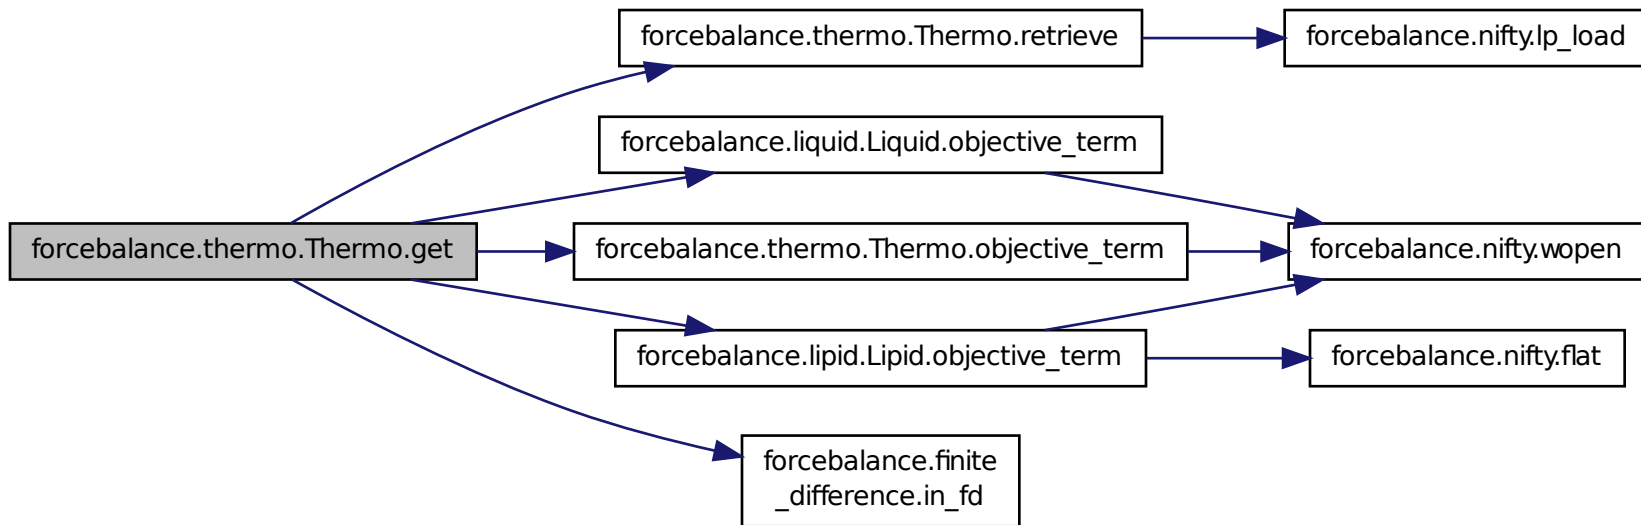 forcebalance.thermo.Thermo.retrieve
forcebalance.nifty.lp_load
forcebalance.liquid.Liquid.objective_term
forcebalance.thermo.Thermo.get
forcebalance.thermo.Thermo.objective_term
forcebalance.nifty.wopen
forcebalance.lipid.Lipid.objective_term
forcebalance.nifty.flat
forcebalance.finite
_difference.in_fd